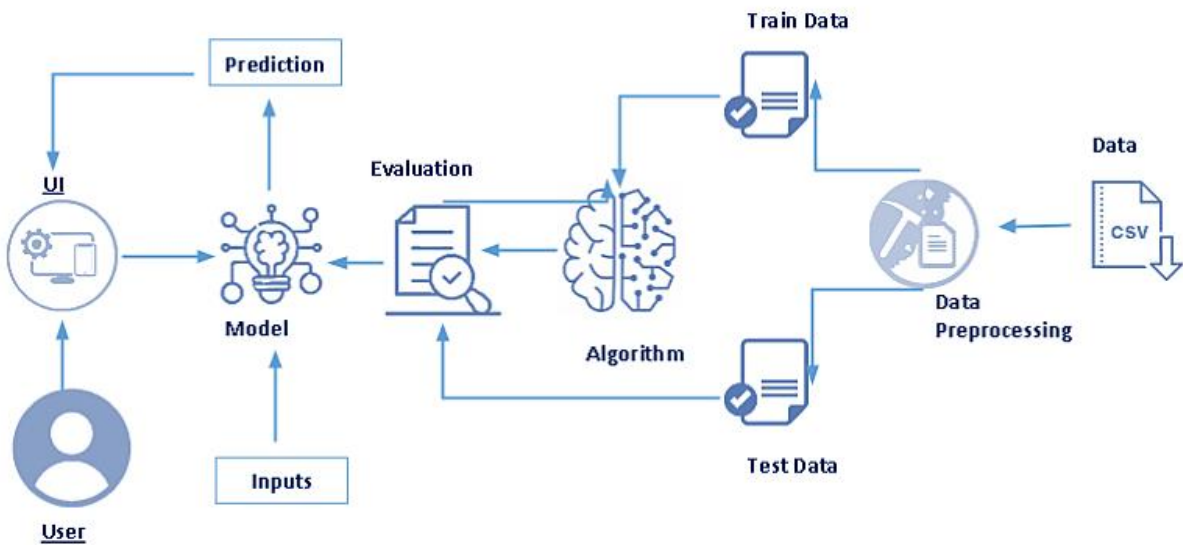 Train Data
Prediction
Data
Evaluation
UI
CSV
Data
Preprocessing
Model
Algorithm
Test Data
Inputs
User